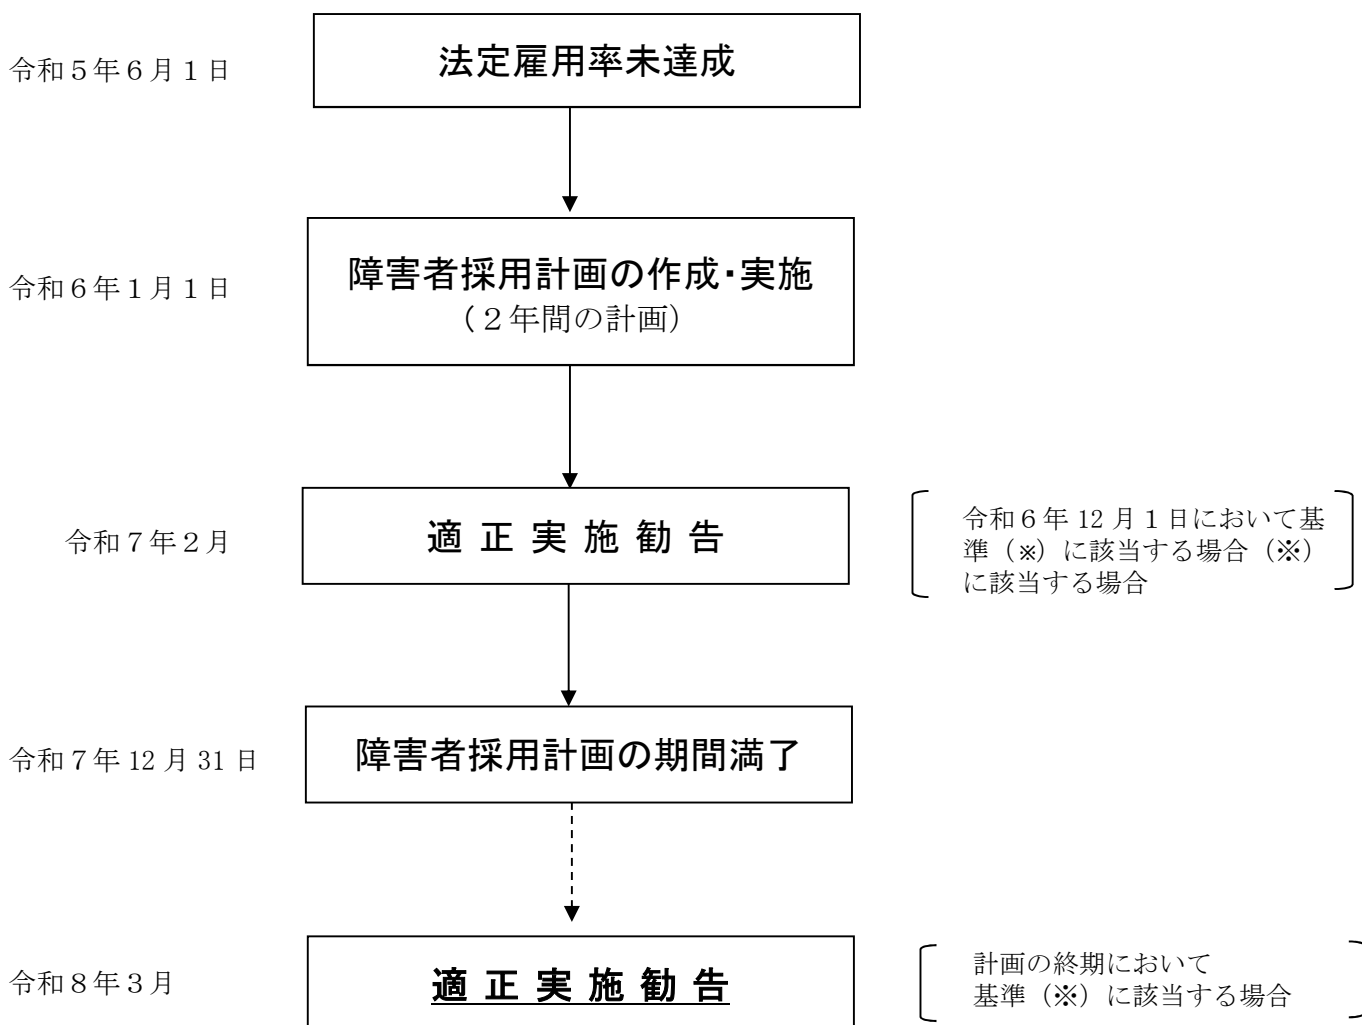 令和５年６月１日
法定雇用率未達成
令和６年１月１日
障害者採用計画の作成・実施
（２年間の計画）
令和７年２月
適 正 実 施 勧 告
令和６年 12 月１日において基
準（※）に該当する場合（※）
に該当する場合
令和７年 12 月 31 日
障害者採用計画の期間満了
令和８年３月
適 正 実 施 勧 告
計画の終期において
基準（※）に該当する場合